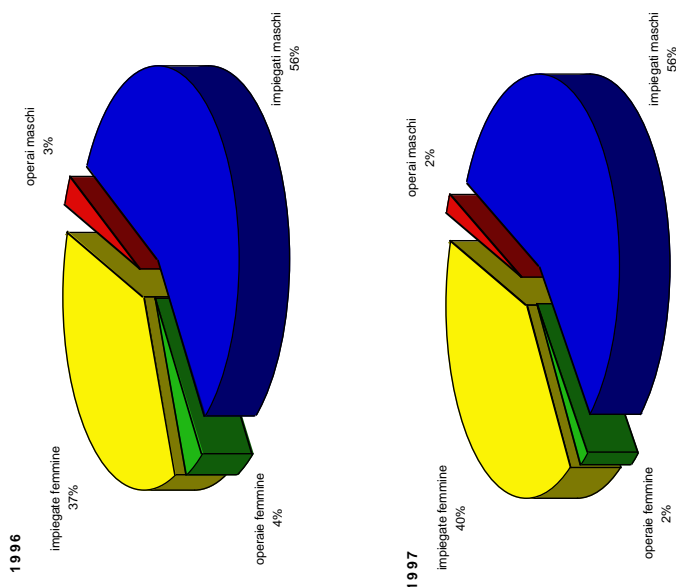 1996
operai maschi
3%
impiegati maschi
56%
impiegate femmine
37%
operaie femmine
4%
1997
operai maschi
2%
impiegati maschi
56%
impiegate femmine
40%
operaie femmine
2%